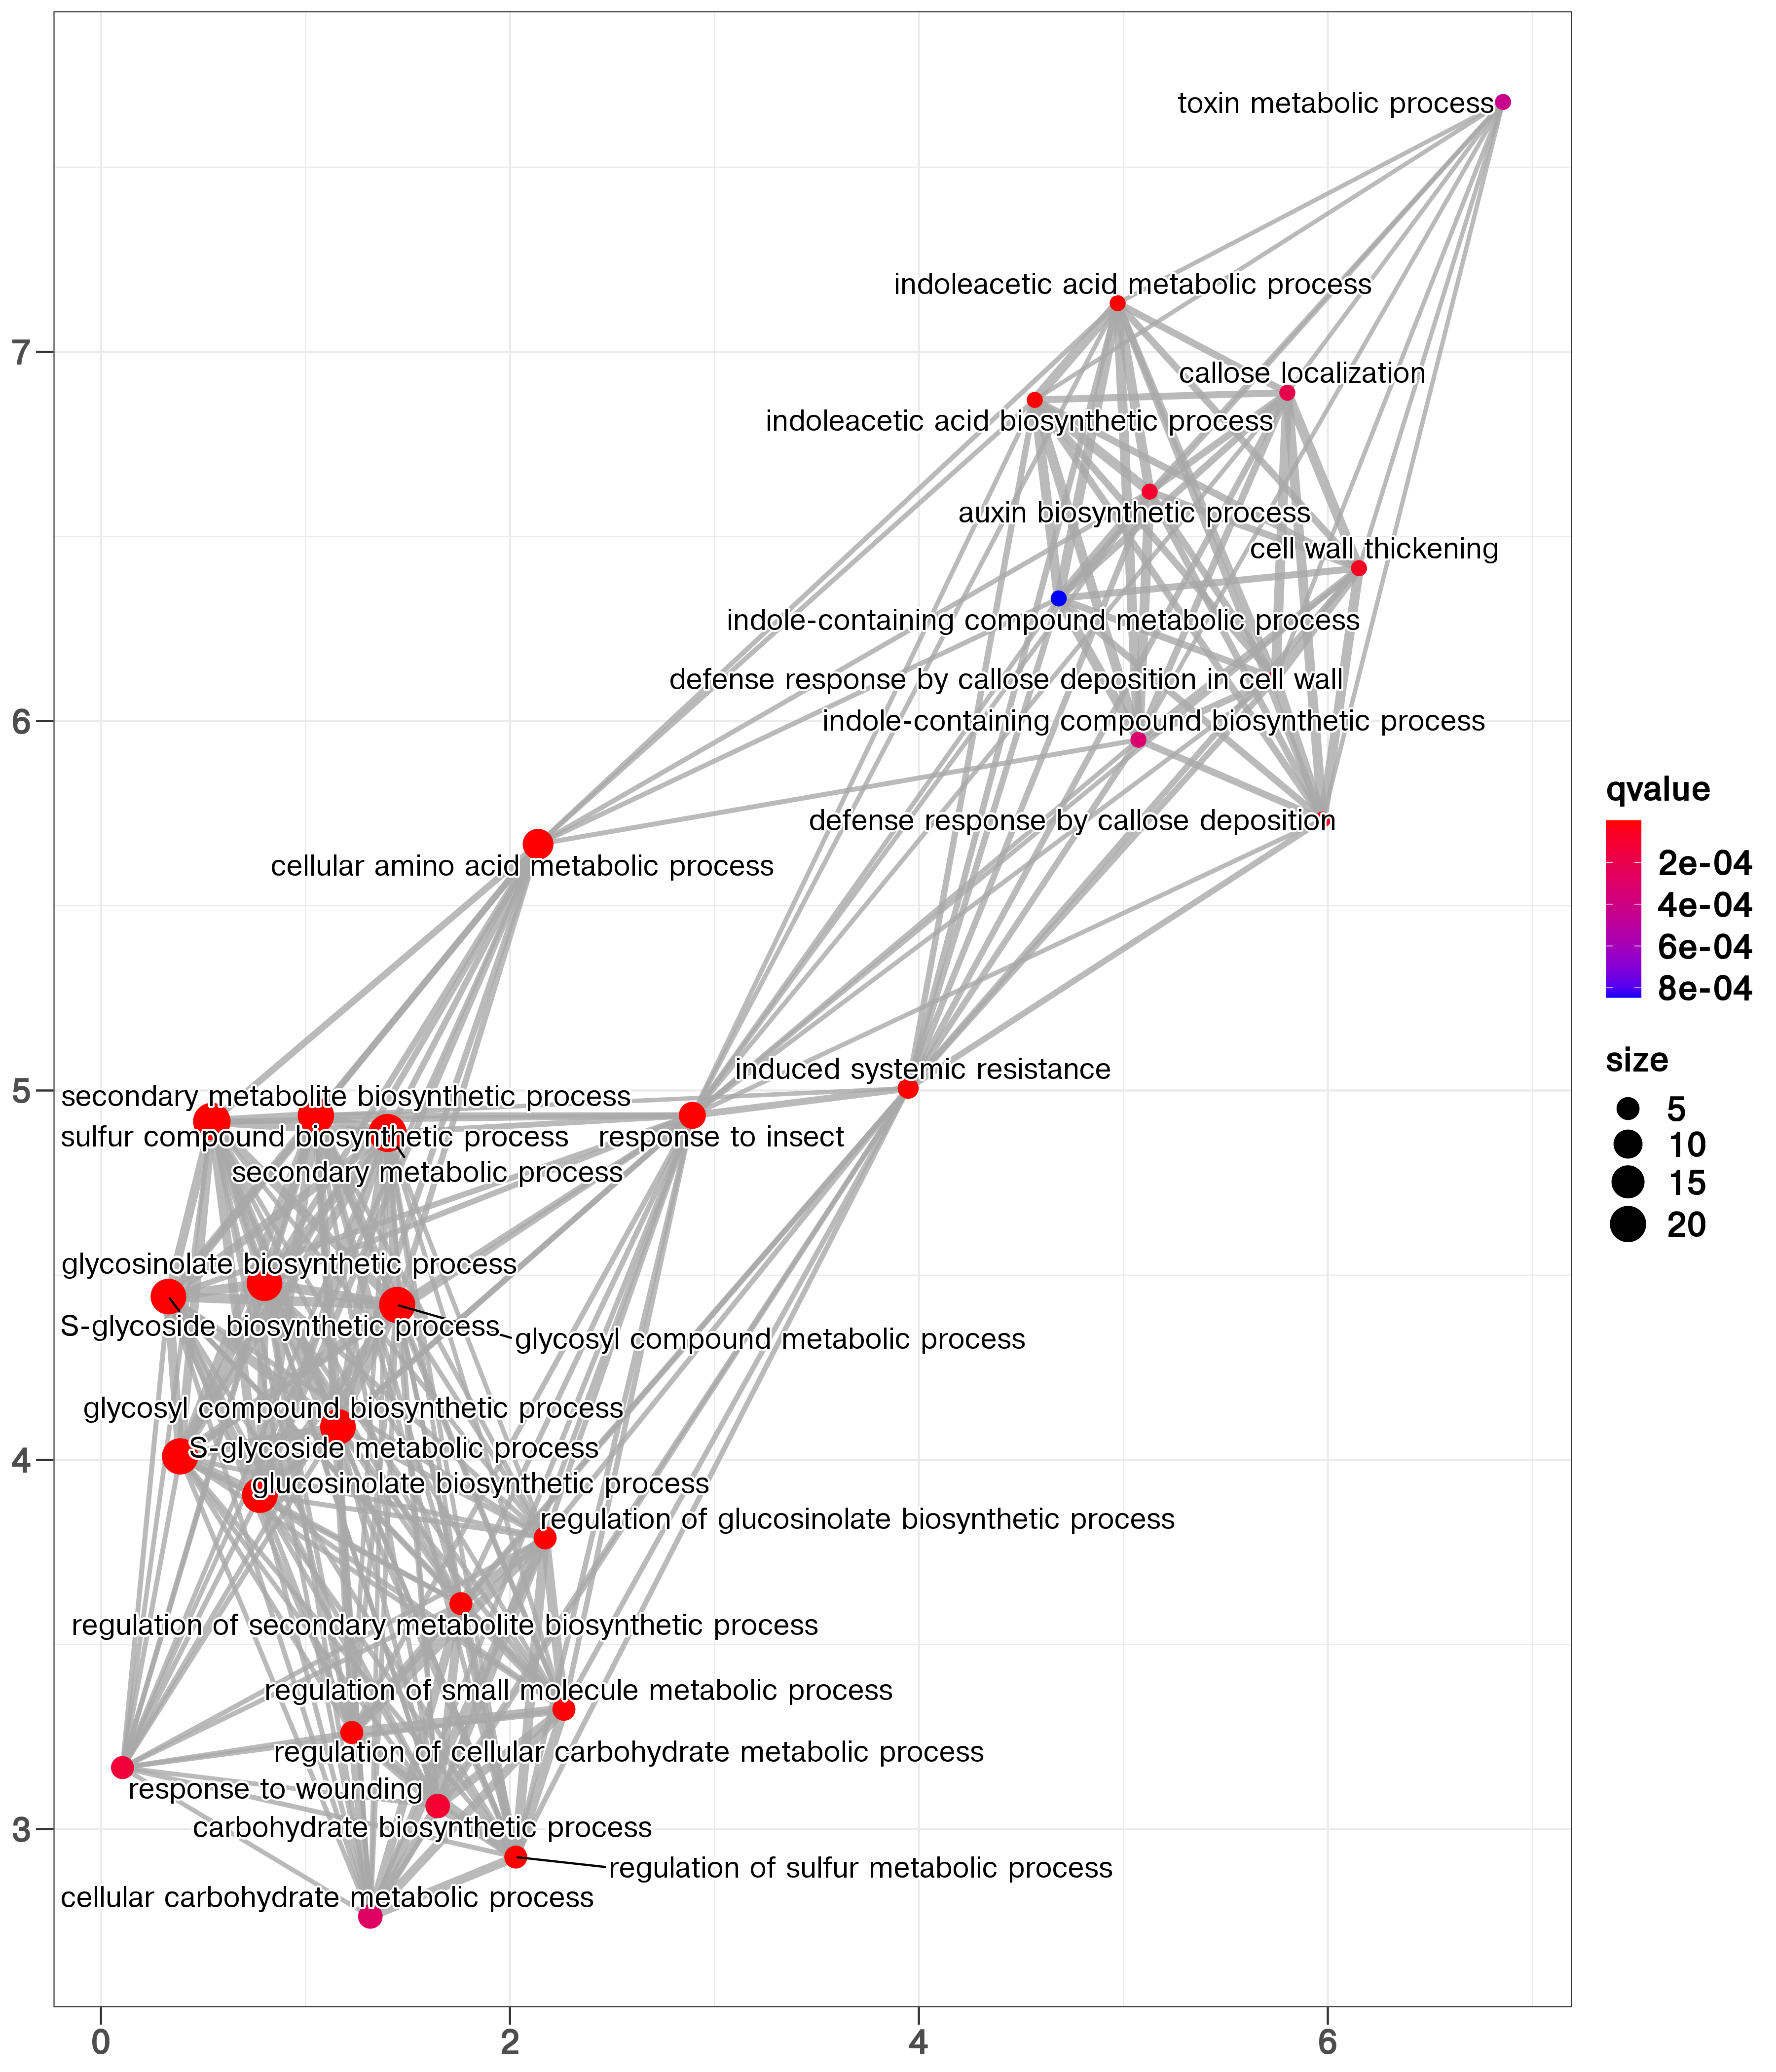 toxin metabolic process
indoleacetic acid metabolic process
7
callose localization
indoleacetic acid biosynthetic process
auxin biosynthetic process
cell wall thickening
indole-containing compound metabolic process
defense response by callose deposition in cell wall
6
indole-containing compound biosynthetic process
qvalue
defense response by callose deposition
2e-04
cellular amino acid metabolic process
4e-04
6e-04
8e-04
size
induced systemic resistance
5
secondary metabolite biosynthetic process
5
sulfur compound biosynthetic process
response to insect
10
secondary metabolic process
15
20
glycosinolate biosynthetic process
S-glycoside biosynthetic process
glycosyl compound metabolic process
glycosyl compound biosynthetic process
4
S-glycoside metabolic process
glucosinolate biosynthetic process
regulation of glucosinolate biosynthetic process
regulation of secondary metabolite biosynthetic process
regulation of small molecule metabolic process
regulation of cellular carbohydrate metabolic process
response to wounding
3
carbohydrate biosynthetic process
regulation of sulfur metabolic process
cellular carbohydrate metabolic process
0
2
4
6